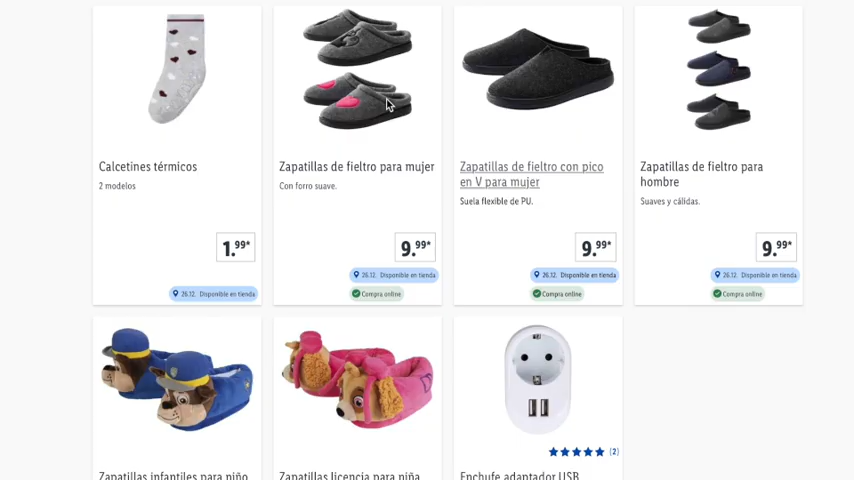 Calcetines térmicos
2 modelos
1.99*
26.12. Disponible en tienda
Zapatillas de fieltro para mujer
Con forro suave.
9.99*
26.12. Disponible en tienda
Compra online
Zapatillas de fieltro con pico
en V para mujer
Suela flexible de PU.
9.99*
26.12. Disponible en tienda
Compra online
Zapatillas de fieltro para
hombre
Suaves y cálidas.
9.99*
26.12. Disponible en tienda
Compra online
Zapatillas infantiles para niño
Zapatillas licencia para niña
(2)
Enchufe adaptador USB